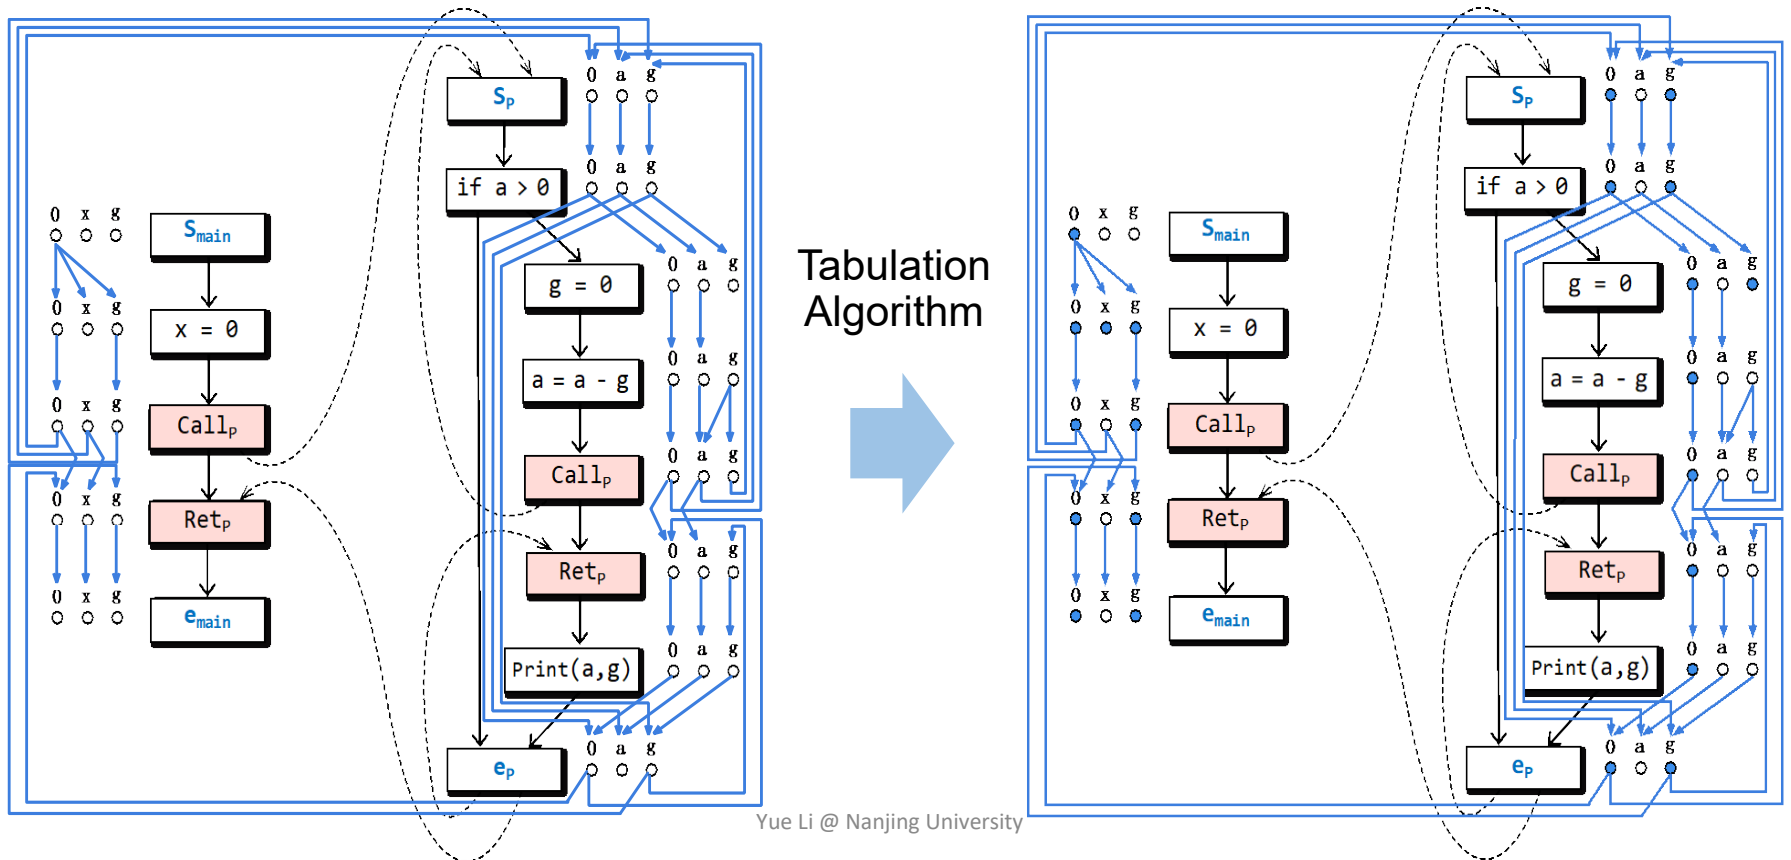 0 a g
S_P
0 a g
if a > 0
0 x g
S_main
0 a g
g = 0
0 x g
x = 0
0 a g
a = a - g
0 x g
Call_P
0 a g
Call_P
0 x g
Ret_P
0 a g
Ret_P
0 x g
e_main
0 a g
Print(a,g)
0 a g
e_P
Tabulation
Algorithm
0 a g
S_P
0 a g
if a > 0
0 x g
S_main
0 a g
g = 0
0 x g
x = 0
0 a g
a = a - g
0 x g
Call_P
0 a g
Call_P
0 x g
Ret_P
0 a g
Ret_P
0 x g
e_main
0 a g
Print(a,g)
0 a g
e_P
Yue Li @ Nanjing University